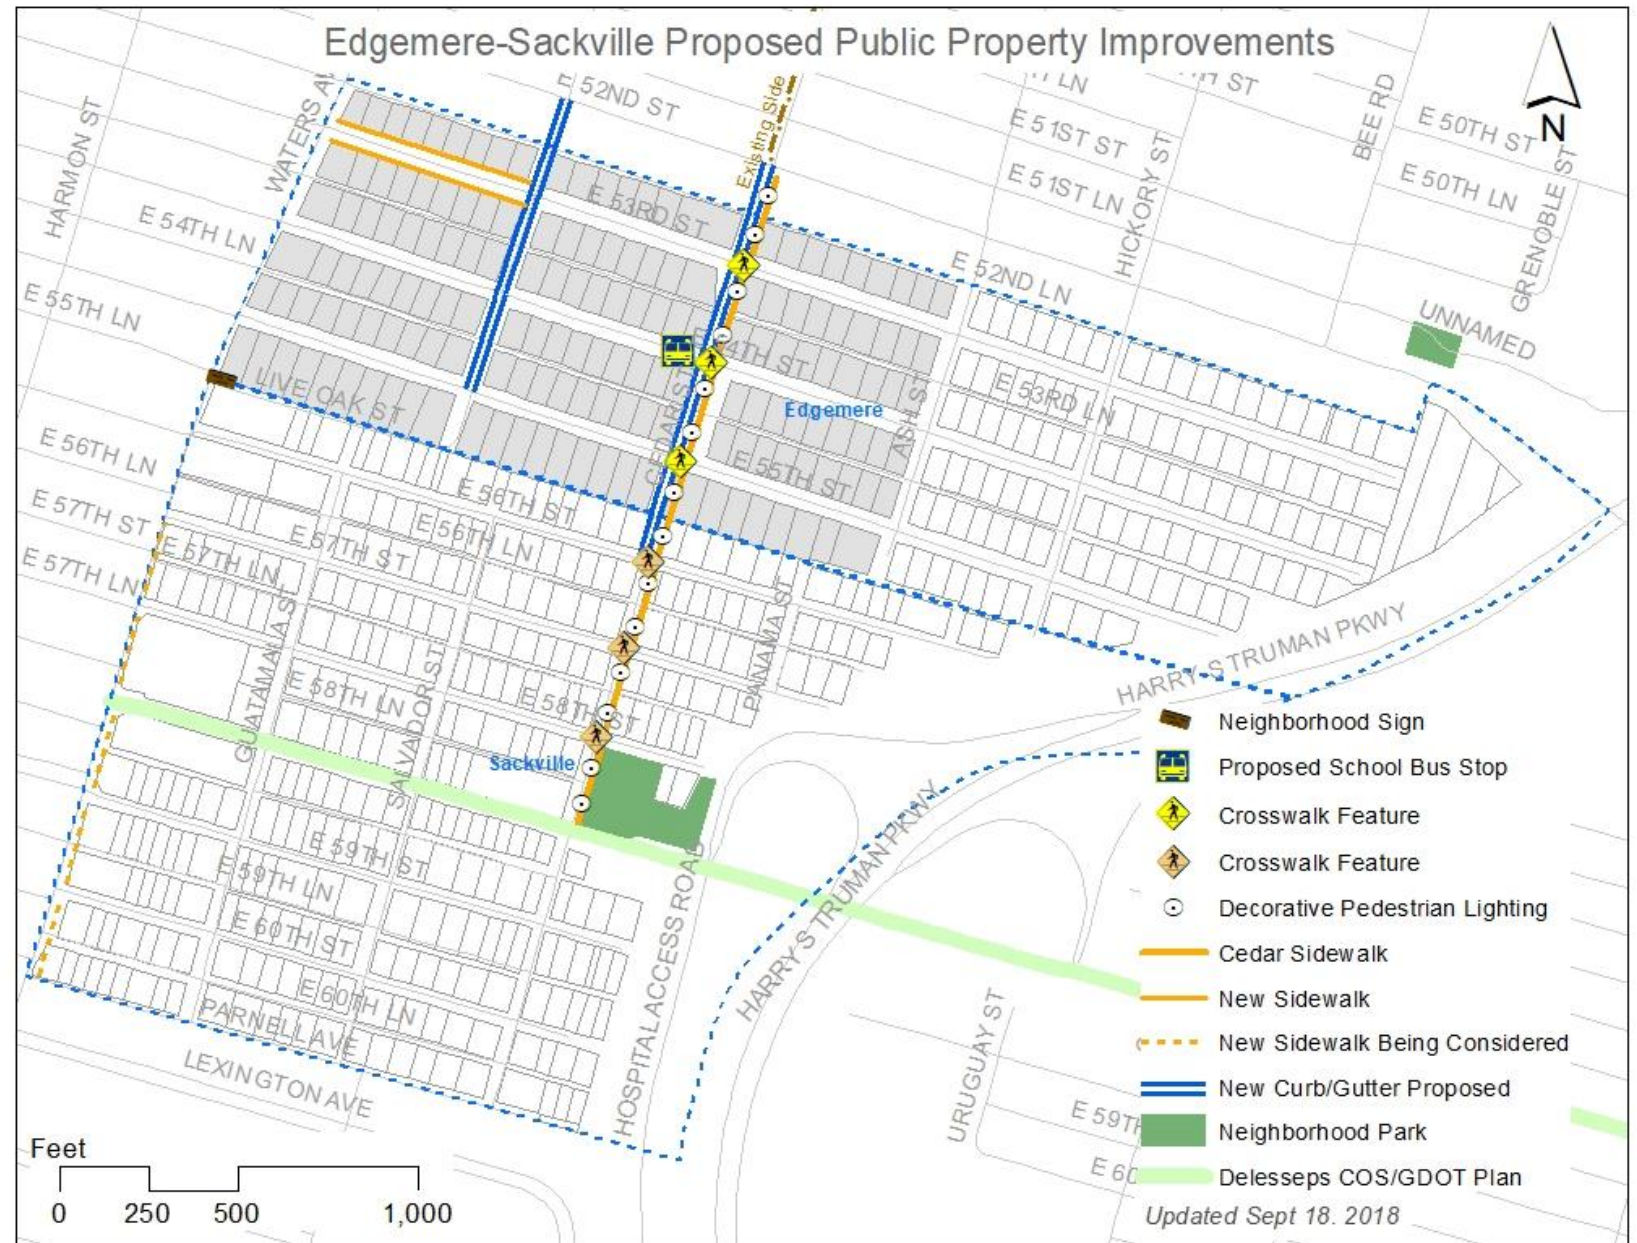 Edgemere-Sackville Proposed Public Property Improvements
N
HARMON ST
WATERS
E 52ND ST
Existing Side
LN
H ST
BEE RD
E 50TH ST
E 51ST ST
HICKORY ST
E 50TH LN
GRENOBLE ST
E 51ST LN
E 53RD ST
E 54TH LN
E 52ND LN
E 55TH LN
UNNAMED
54TH ST
LIVE OAK ST
E 53RD LN
Edgemere
ASH ST
CEDAR ST
E 56TH LN
E 55TH ST
E 56TH ST
E 57TH ST
E 56TH LN
E 57TH ST
E 57TH LN
E 57TH LN
PANAMA ST
GUATAMALA ST
HARRY S TRUMAN PKWY
SALVADOR ST
E 58TH LN
E 58TH ST
Sackville
HARRY S TRUMAN PKWY
E 59TH ST
E 59TH LN
HOSPITAL ACCESS ROAD
E 60TH ST
E 60TH LN
PARNELL AVE
LEXINGTON AVE
URUGUAY ST
E 59TH
E 60
Neighborhood Sign
Proposed School Bus Stop
Crosswalk Feature
Crosswalk Feature
Decorative Pedestrian Lighting
Cedar Sidewalk
New Sidewalk
New Sidewalk Being Considered
New Curb/Gutter Proposed
Neighborhood Park
Delesseps COS/GDOT Plan
Updated Sept 18. 2018
Feet
0 250 500 1,000